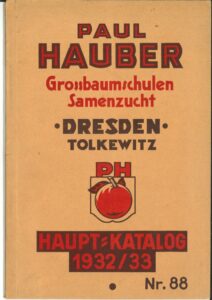 PAUL
HAUBER
Großbaumschulen
Samenzucht
·DRESDEN·
TOLKEWITZ
PH
HAUPT=KATALOG
1932/33
Nr. 88